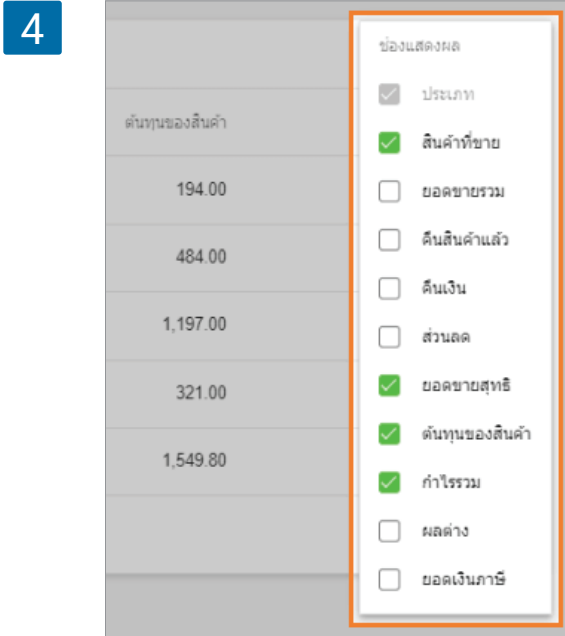 4
ช่องแสดงผล
ประเภท
ต้นทุนของสินค้า
สินค้าที่ขาย
194.00
ยอดขายรวม
คืนสินค้าแล้ว
484.00
คืนเงิน
1,197.00
ส่วนลด
321.00
ยอดขายสุทธิ
ต้นทุนของสินค้า
1,549.80
กำไรรวม
ผลต่าง
ยอดเงินภาษี